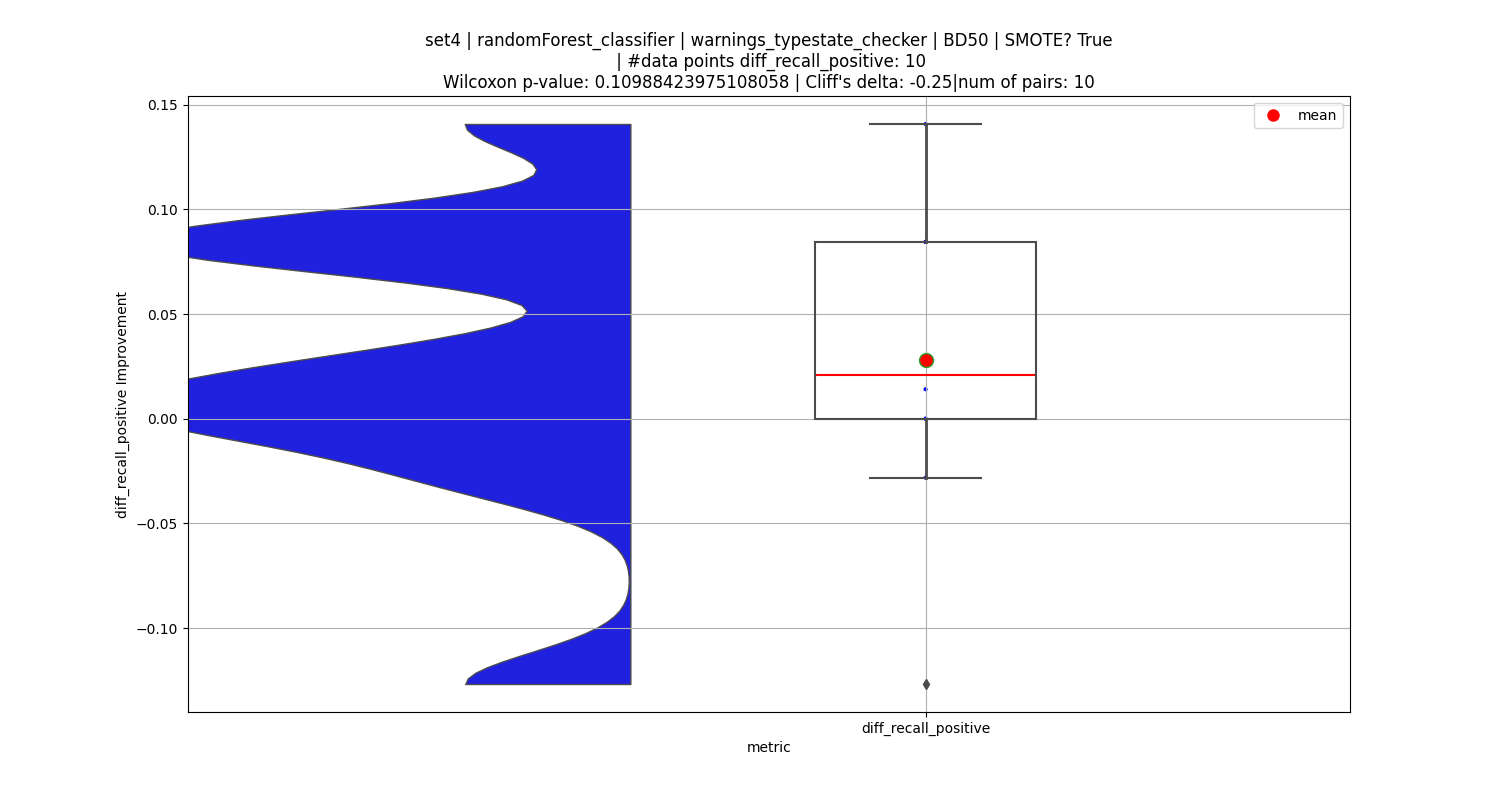 set4 | randomForest_classifier | warnings_typestate_checker | BD50 | SMOTE? True
| #data points diff_recall_positive: 10
Wilcoxon p-value: 0.10988423975108058 | Cliff's delta: -0.25|num of pairs: 10
mean
0.15
0.10
0.05
0.00
−0.05
−0.10
diff_recall_positive Improvement
diff_recall_positive
metric